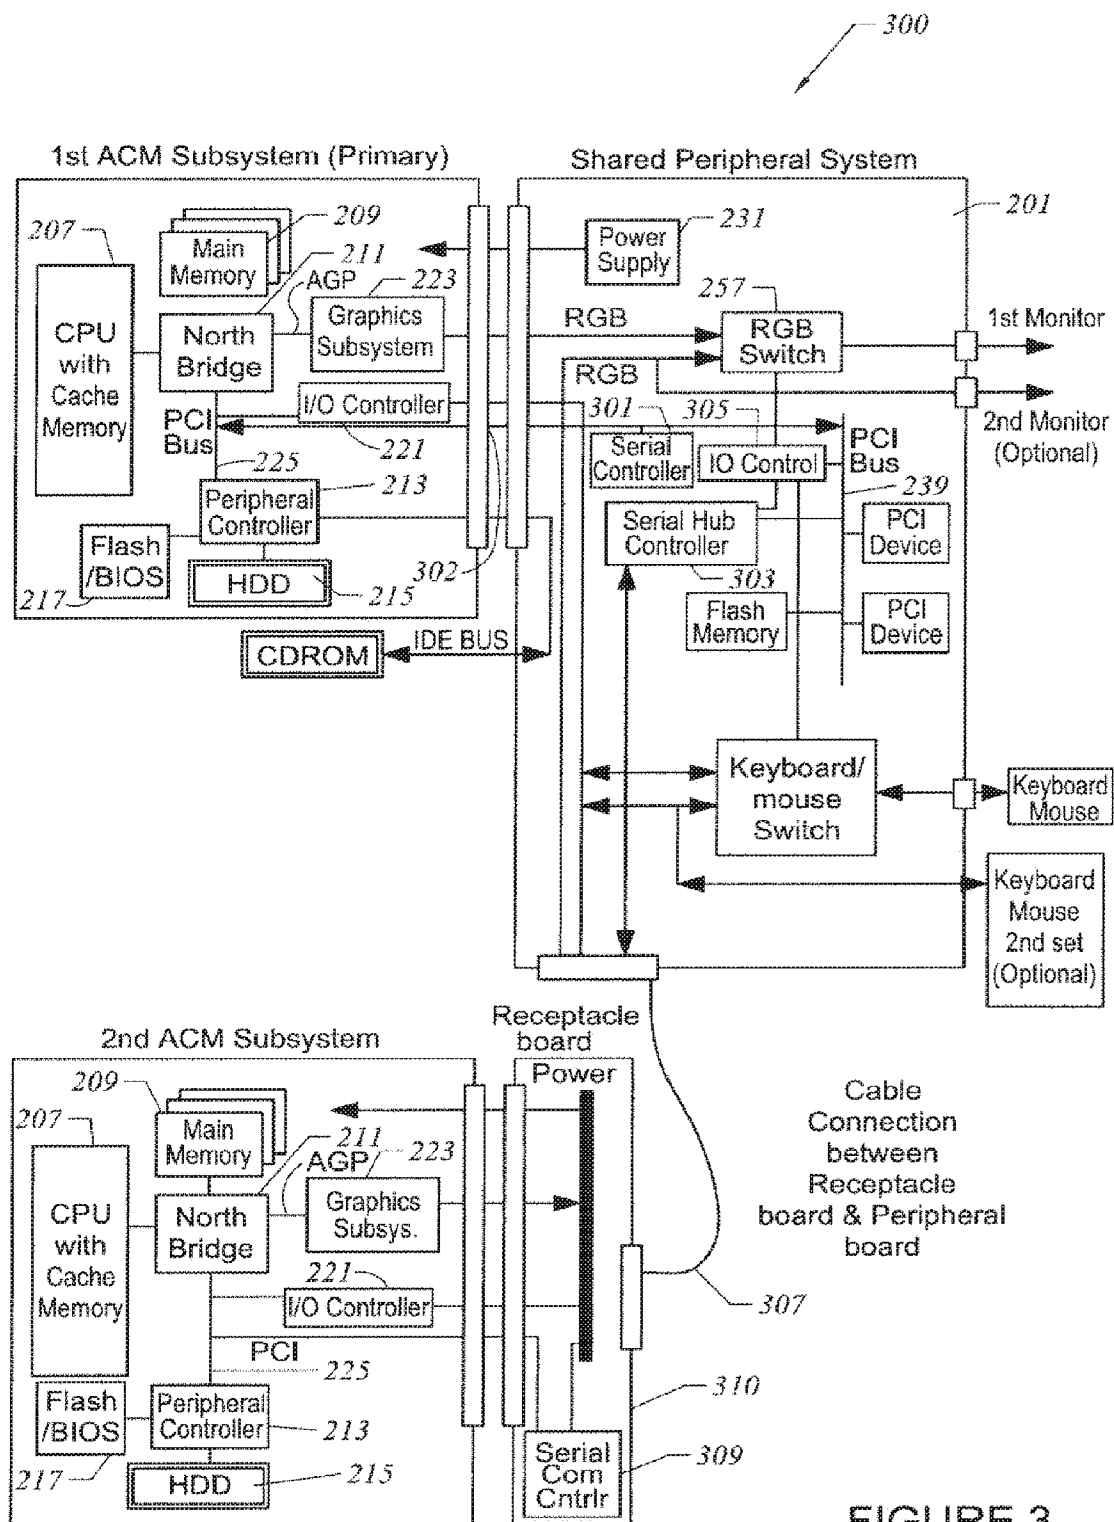 300
1st ACM Subsystem (Primary)
Shared Peripheral System
209
207
Main
Memory
211
AGP
223
CPU
with
Cache
Memory
North
Bridge
Graphics
Subsystem
I/O Controller
PCI
Bus
221
225
213
Peripheral
Controller
Flash
/BIOS
217
HDD
215
302
CDROM
IDE BUS
231
201
Power
Supply
257
RGB
RGB
Switch
1st Monitor
RGB
2nd Monitor
(Optional)
301
305
Serial
Controller
IO Control
PCI
Bus
239
Serial Hub
Controller
PCI
Device
303
Flash
Memory
PCI
Device
Keyboard/
mouse
Switch
Keyboard
Mouse
Keyboard
Mouse
2nd set
(Optional)
2nd ACM Subsystem
Receptacle
board
Power
209
207
Main
Memory
211
AGP
223
CPU
with
Cache
Memory
North
Bridge
Graphics
Subsys.
221
I/O Controller
PCI
225
Flash
/BIOS
Peripheral
Controller
213
217
HDD
215
Cable
Connection
between
Receptacle
board & Peripheral
board
307
310
Serial
Com
Cntrlr
309
FIGURE 3